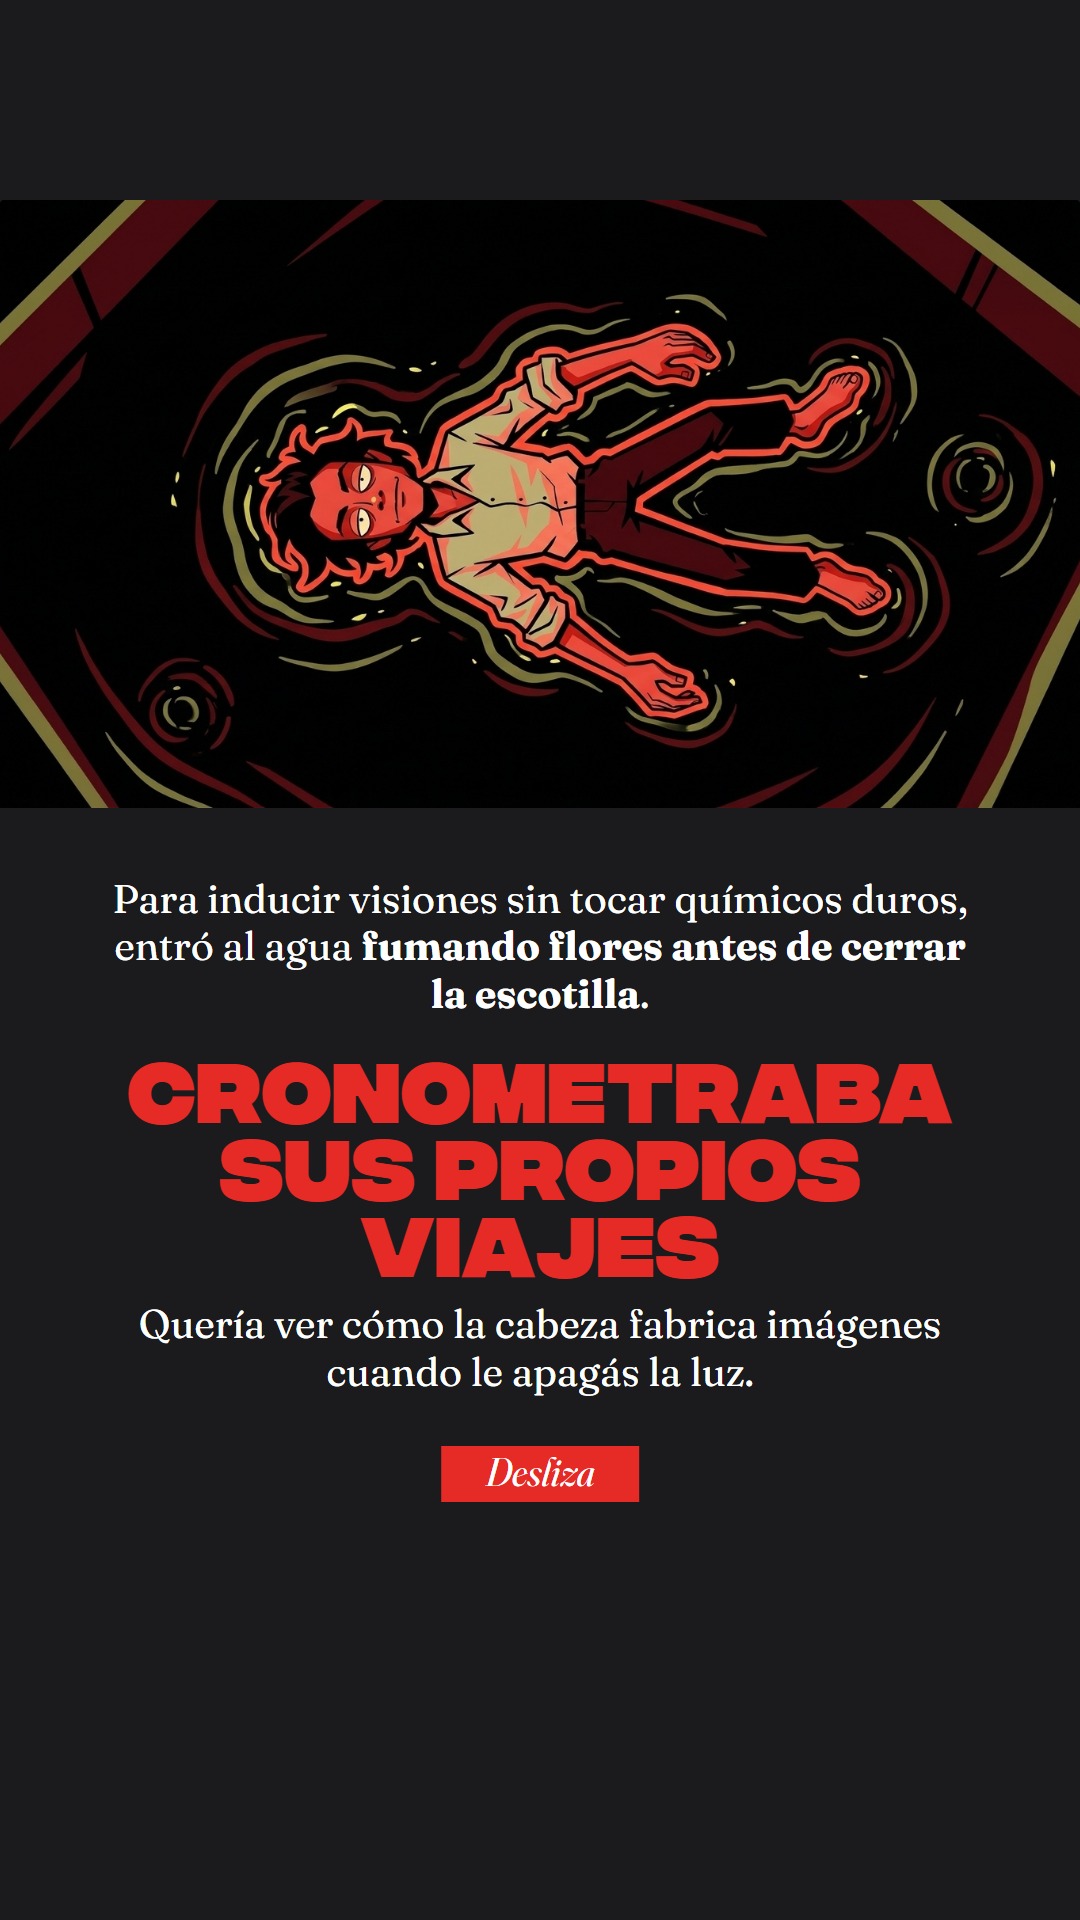 Para inducir visiones sin tocar químicos duros,
entró al agua fumando flores antes de cerrar
la escotilla.
CRONOMETRABA
SUS PROPIOS
VIAJES
Quería ver cómo la cabeza fabrica imágenes
cuando le apagás la luz.
Desliza